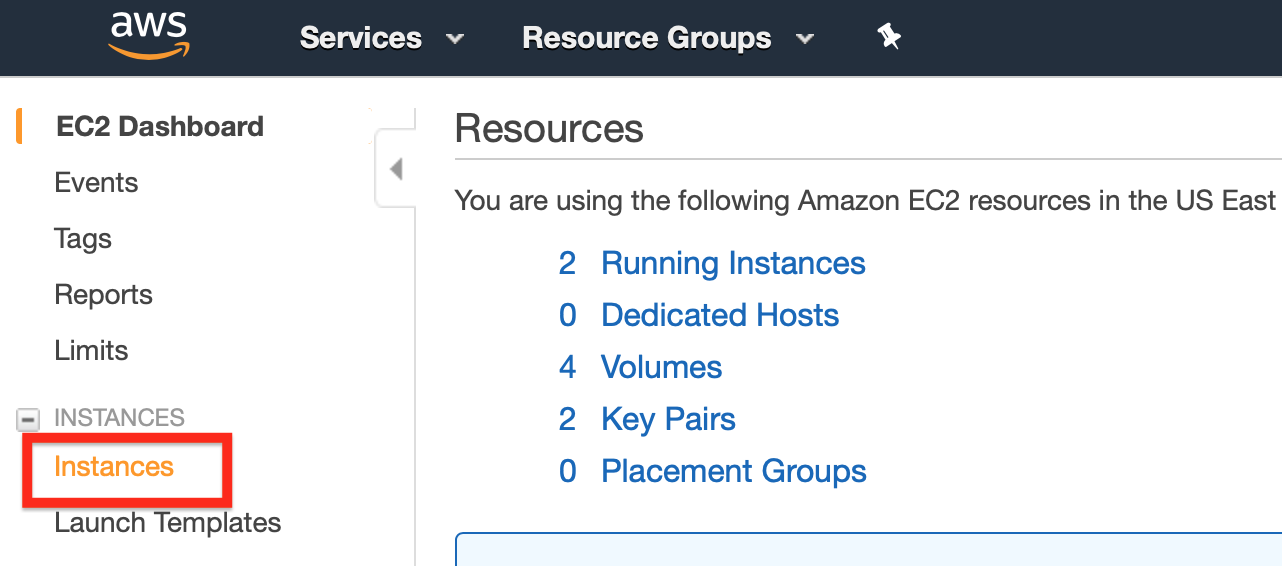 aws
Services
Resource Groups
EC2 Dashboard
Events
Tags
Reports
Limits
INSTANCES
Instances
Launch Templates
Resources
You are using the following Amazon EC2 resources in the US East
2 Running Instances
0 Dedicated Hosts
4 Volumes
2 Key Pairs
0 Placement Groups